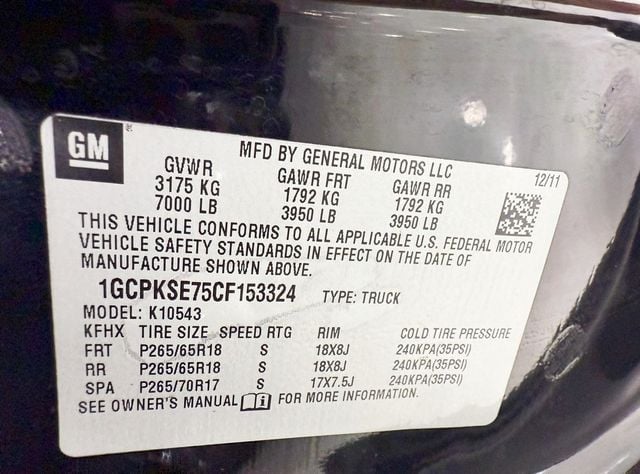 GM
MFD BY GENERAL MOTORS LLC 12/11
GVWR GAWR FRT GAWR RR
3175 KG 1792 KG 1792 KG
7000 LB 3950 LB 3950 LB
THIS VEHICLE CONFORMS TO ALL APPLICABLE U.S. FEDERAL MOTOR
VEHICLE SAFETY STANDARDS IN EFFECT ON THE DATE OF
MANUFACTURE SHOWN ABOVE.
1GCPKSE75CF153324 TYPE: TRUCK
MODEL: K10543
KFHX TIRE SIZE SPEED RTG RIM COLD TIRE PRESSURE
FRT P265/65R18 S 18X8J 240KPA(35PSI)
RR P265/65R18 S 18X8J 240KPA(35PSI)
SPA P265/70R17 S 17X7.5J 240KPA(35PSI)
SEE OWNER'S MANUAL FOR MORE INFORMATION.